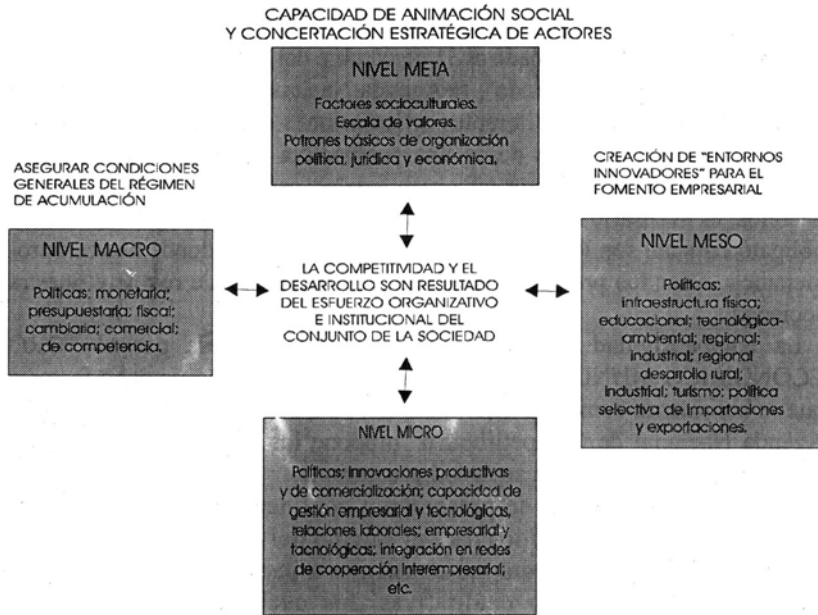 CAPACIDAD DE ANIMACIÓN SOCIAL
Y CONCERTACIÓN ESTRATÉGICA DE ACTORES
NIVEL META
Factores socioculturales.
Escala de valores.
Patrones básicos de organización
política, jurídica y económica.
ASEGURAR CONDICIONES
GENERALES DEL RÉGIMEN
DE ACUMULACIÓN
NIVEL MACRO
Políticas: monetaria;
presupuestaria; fiscal;
cambiaria; comercial;
de competencia.
LA COMPETITIVIDAD Y EL
DESARROLLO SON RESULTADO
DEL ESFUERZO ORGANIZATIVO
E INSTITUCIONAL DEL
CONJUNTO DE LA SOCIEDAD
CREACIÓN DE "ENTORNOS
INNOVADORES" PARA EL
FOMENTO EMPRESARIAL
NIVEL MESO
Políticas:
infraestructura física;
educacional; tecnológica-
ambiental; regional;
industrial; regional
desarrollo rural;
industrial; turismo; política
selectiva de importaciones
y exportaciones.
NIVEL MICRO
Políticas; innovaciones productivas
y de comercialización; capacidad de
gestión empresarial y tecnológicas,
relaciones laborales; empresarial y
tacnológicas; integración en redes
de cooperación interempresarial;
etc.